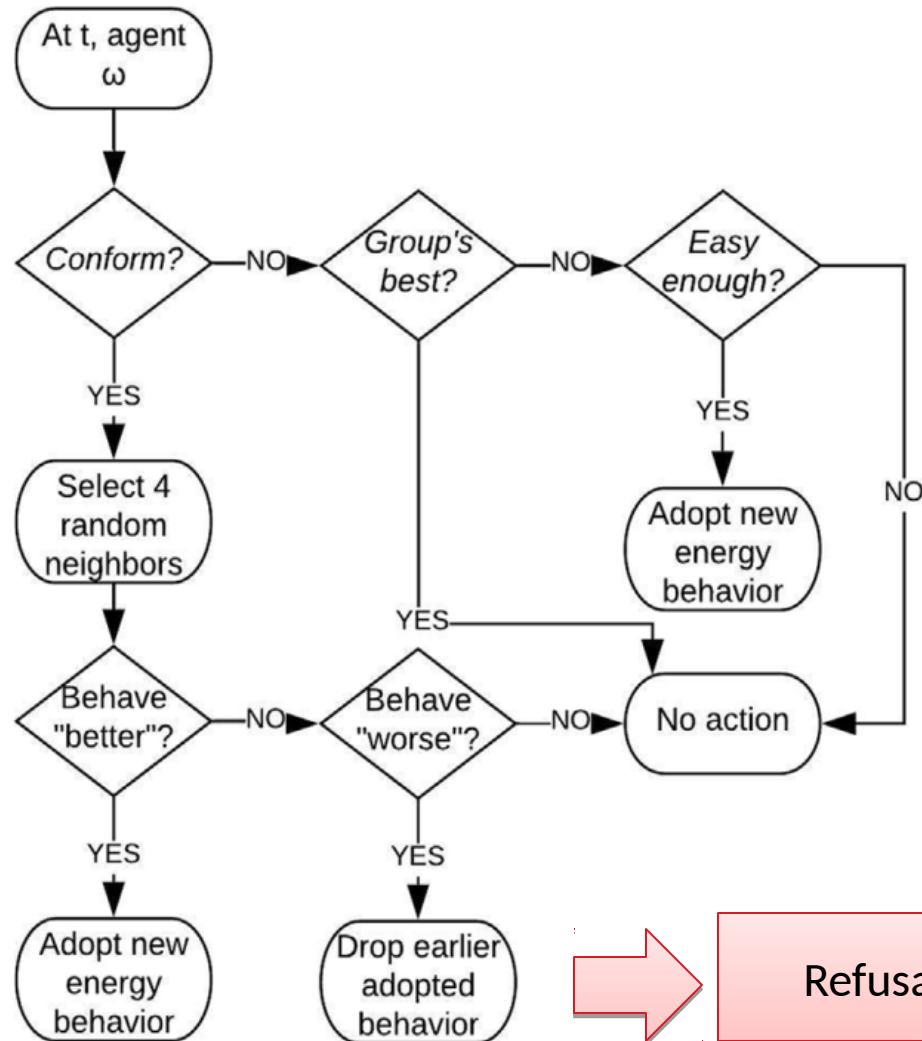 At t, agent
ω
Conform?
NO
Group's
best?
NO
Easy
enough?
YES
YES
NO
Select 4
random
neighbors
Adopt new
energy
behavior
YES
Behave
"better"?
NO
Behave
"worse"?
NO
No action
YES
YES
Adopt new
energy
behavior
Drop earlier
adopted
behavior